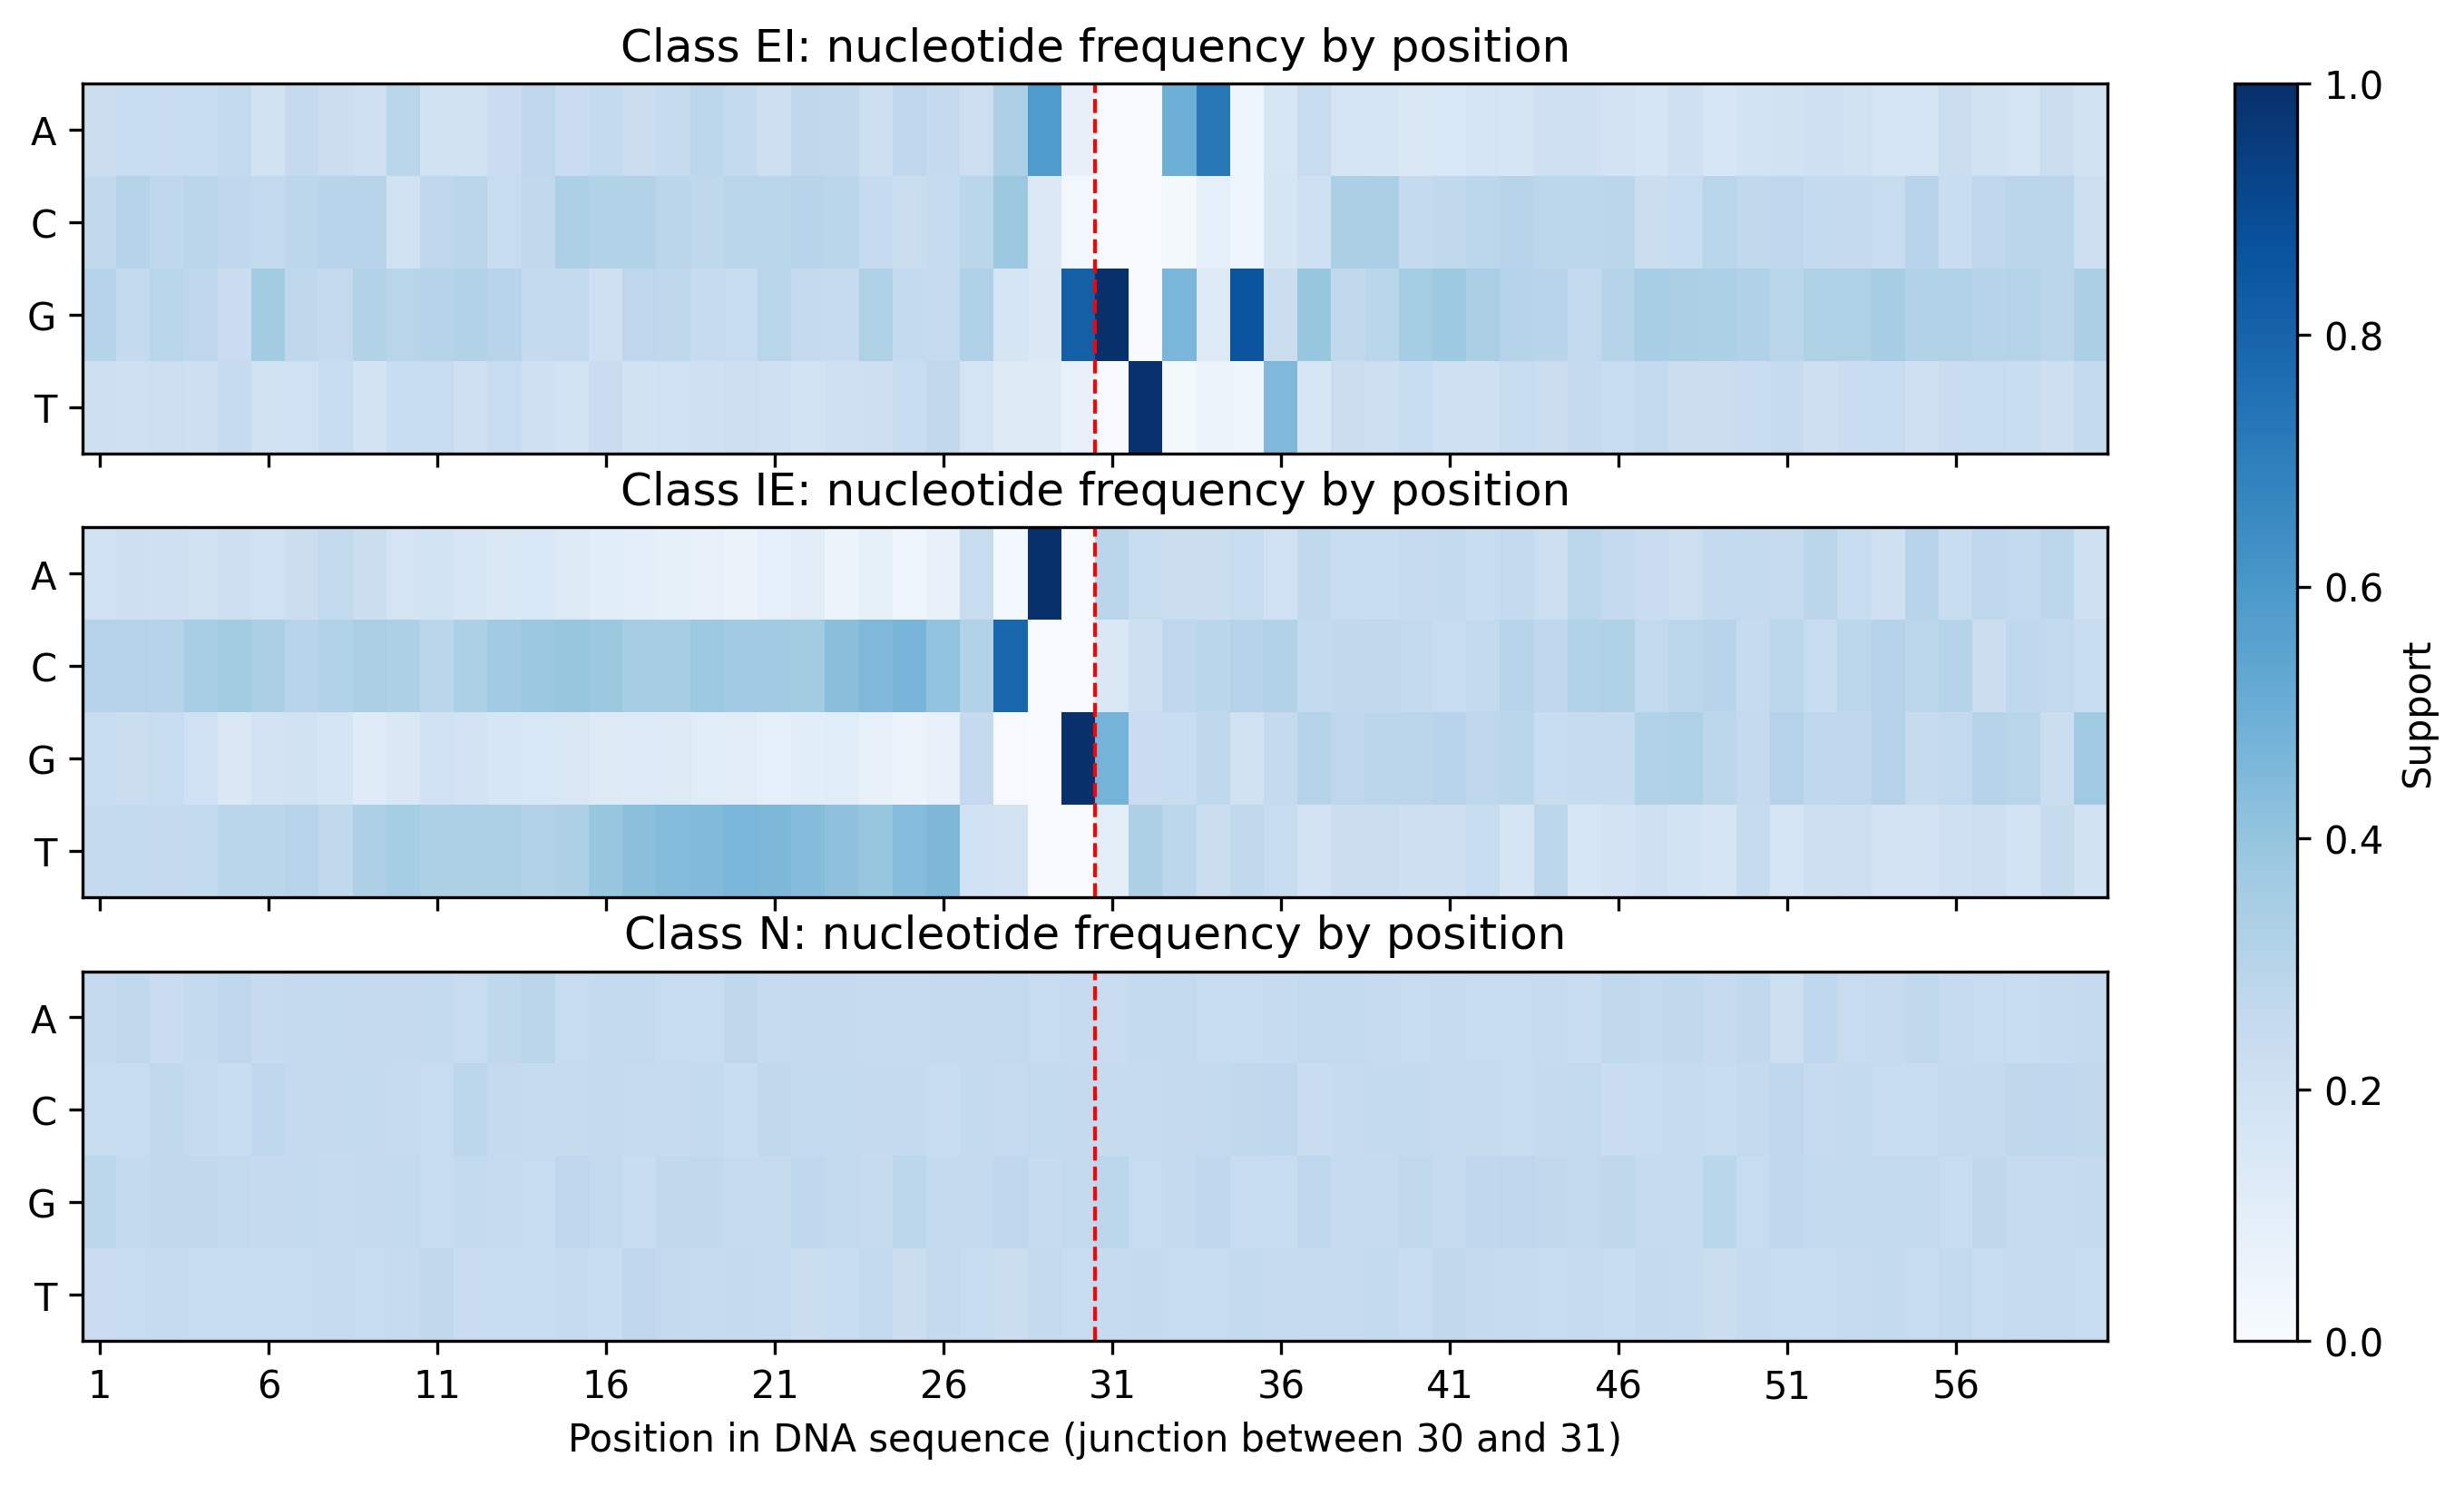 Class EI: nucleotide frequency by position
A
C
G
T
Class IE: nucleotide frequency by position
A
C
G
T
Class N: nucleotide frequency by position
A
C
G
T
1 6 11 16 21 26 31 36 41 46 51 56
Position in DNA sequence (junction between 30 and 31)
1.0
0.8
0.6
0.4
0.2
0.0
Support